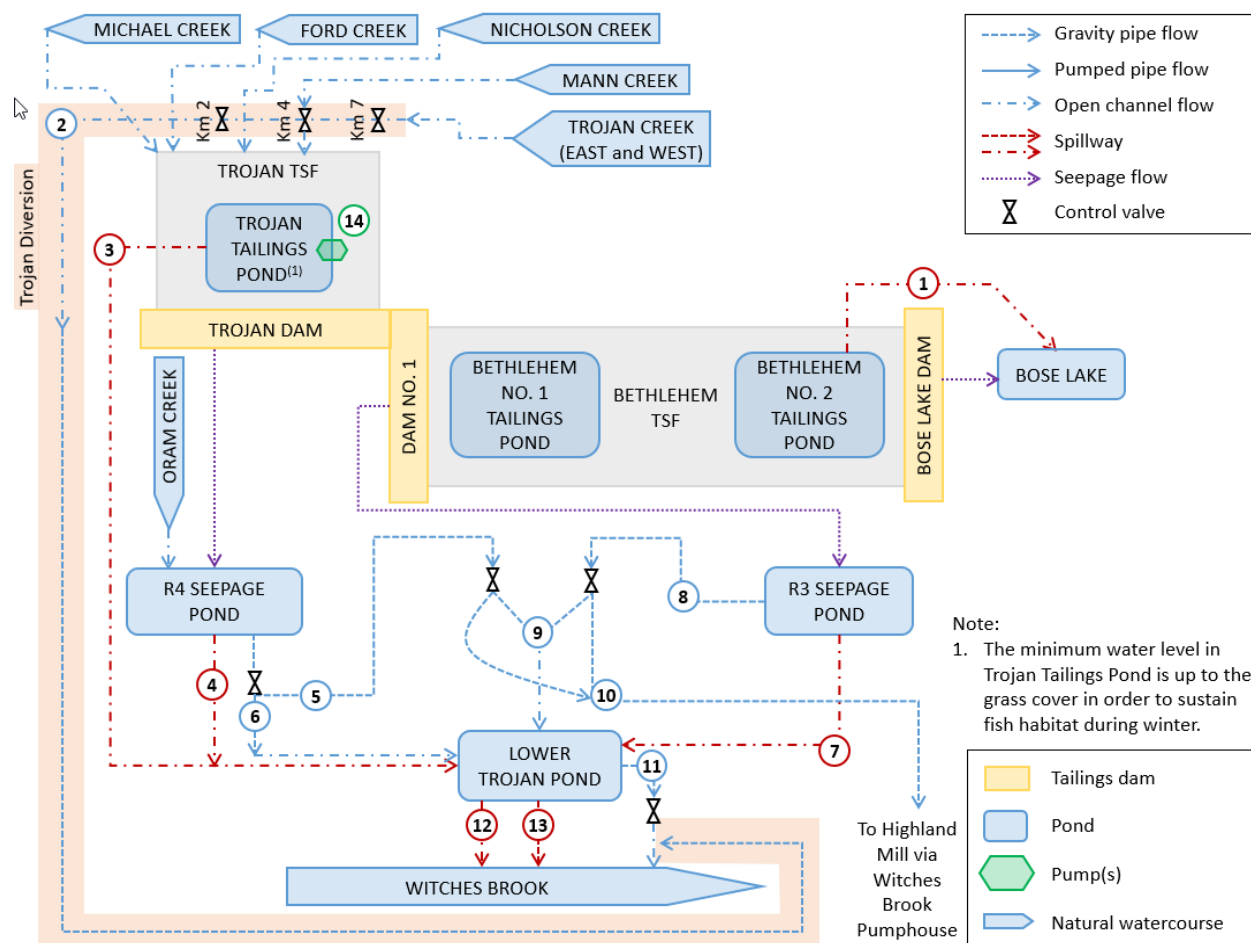 MICHAEL CREEK
FORD CREEK
NICHOLSON CREEK
MANN CREEK
TROJAN CREEK
(EAST and WEST)
Km 2
Km 4
Km 7
2
Trojan Diversion
TROJAN TSF
TROJAN
TAILINGS
POND(1)
14
3
TROJAN DAM
DAM NO. 1
BETHLEHEM
NO. 1
TAILINGS
POND
BETHLEHEM
TSF
BETHLEHEM
NO. 2
TAILINGS
POND
BOSE LAKE DAM
1
BOSE LAKE
ORAM CREEK
R4 SEEPAGE
POND
R3 SEEPAGE
POND
4
5
6
8
9
10
7
LOWER
TROJAN POND
11
12
13
WITCHES BROOK
To Highland
Mill via
Witches
Brook
Pumphouse
Gravity pipe flow
Pumped pipe flow
Open channel flow
Spillway
Seepage flow
Control valve
Note:
1. The minimum water level in
Trojan Tailings Pond is up to the
grass cover in order to sustain
fish habitat during winter.
Tailings dam
Pond
Pump(s)
Natural watercourse